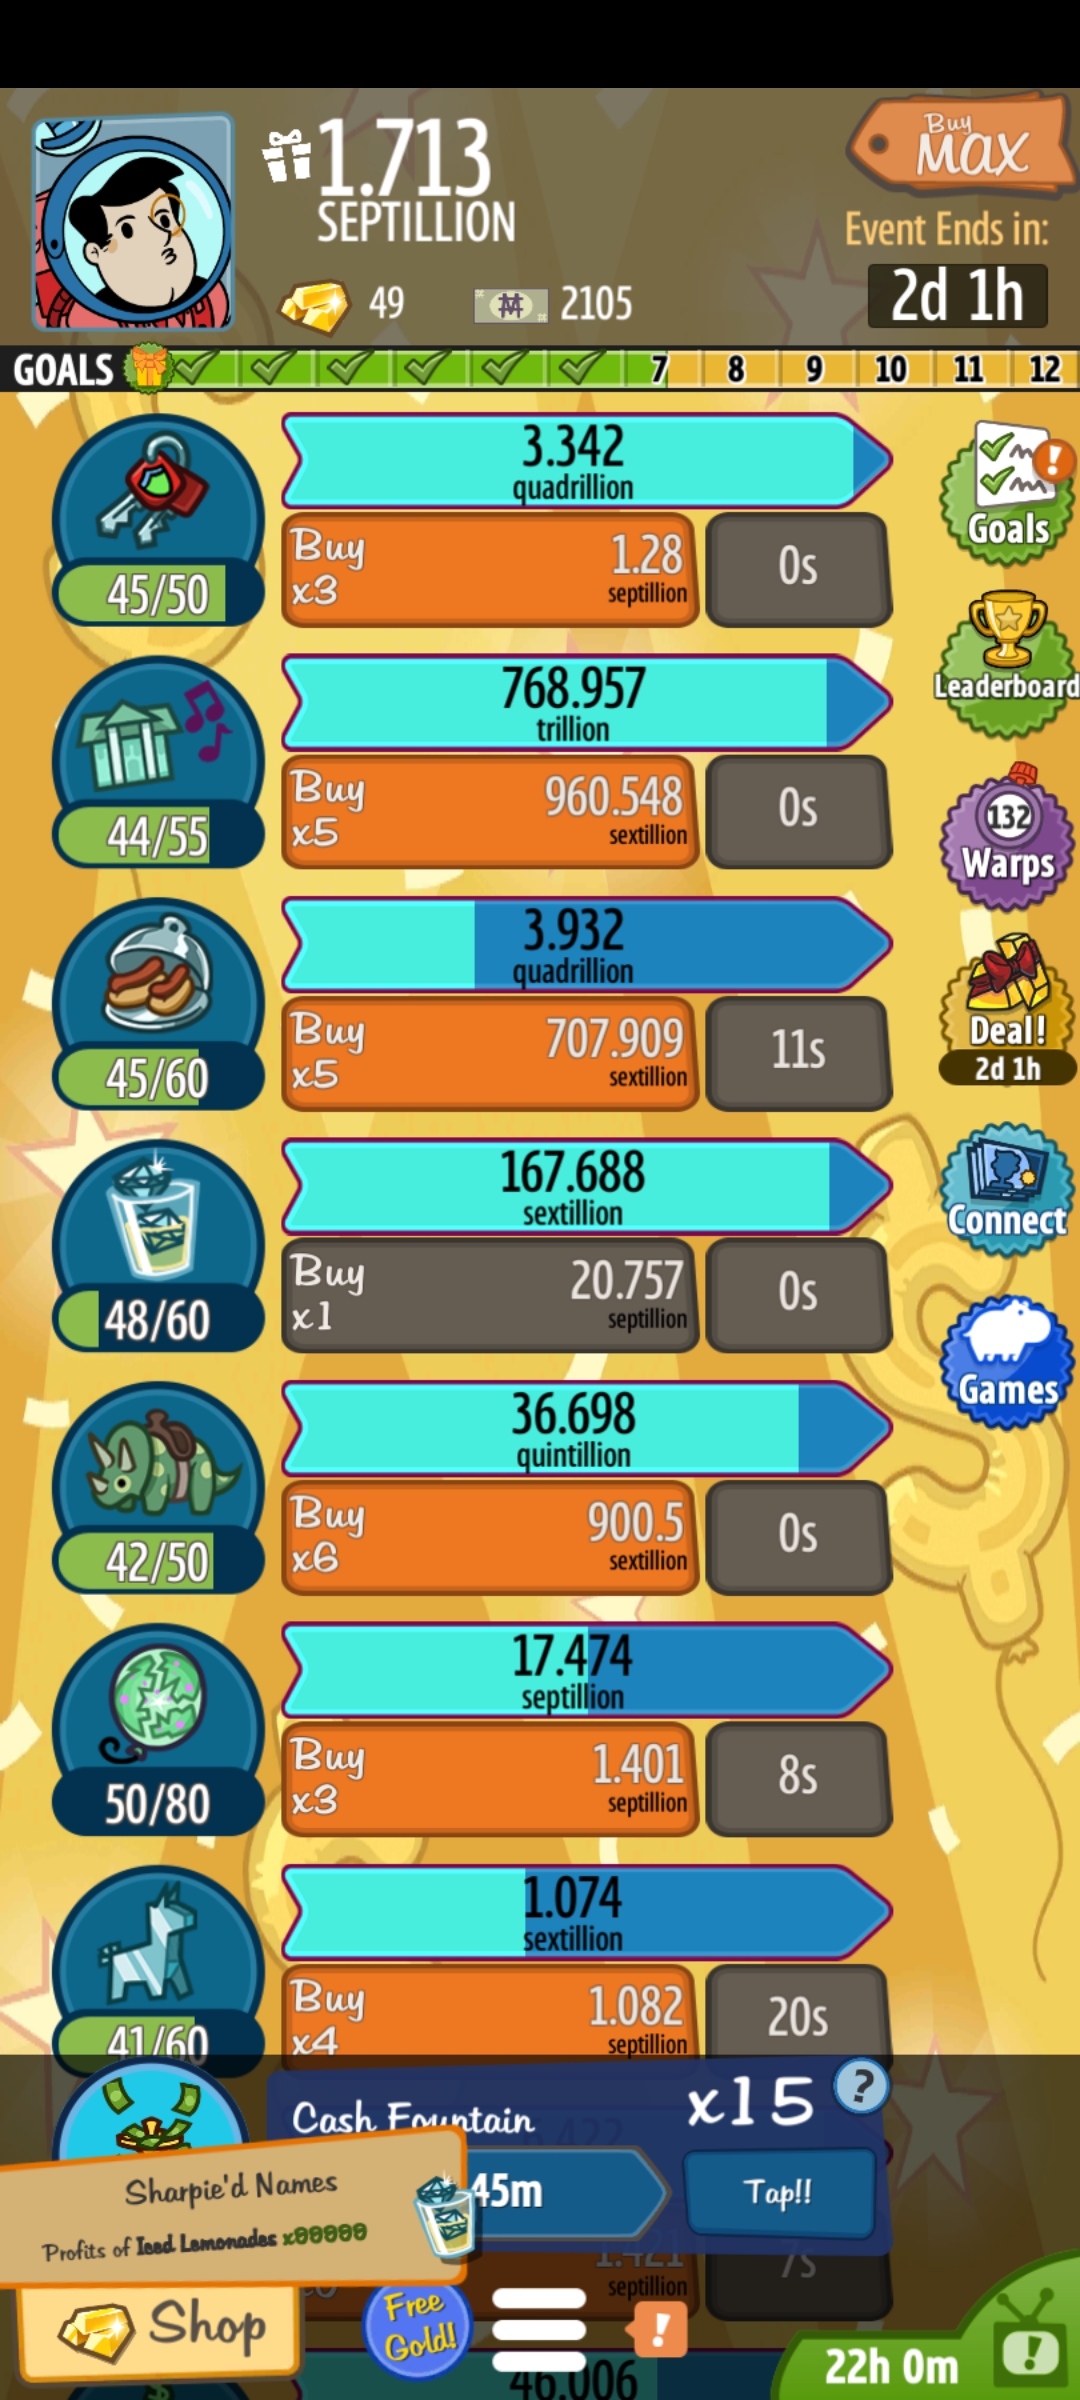 1.713
SEPTILLION
49
2105
Buy
MAX
Event Ends in:
2d 1h
GOALS
7
8
9
10
11
12
3.342
quadrillion
45/50
Buy
x3
1.28
septillion
0s
Goals
768.957
trillion
44/55
Buy
x5
960.548
sextillion
0s
Leaderboard
3.932
quadrillion
45/60
Buy
x5
707.909
sextillion
11s
132
Warps
Deal!
2d 1h
167.688
sextillion
48/60
Buy
x1
20.757
septillion
0s
Connect
36.698
quintillion
42/50
Buy
x6
900.5
sextillion
0s
Games
17.474
septillion
50/80
Buy
x3
1.401
septillion
8s
1.074
sextillion
41/60
Buy
x4
1.082
septillion
20s
Cash Fountain
x15
?
45m
Tap!!
Sharpie'd Names
Profits of Iced Lemonades x99999
1.421
septillion
7s
Shop
Free
Gold!
!
22h 0m
46.006